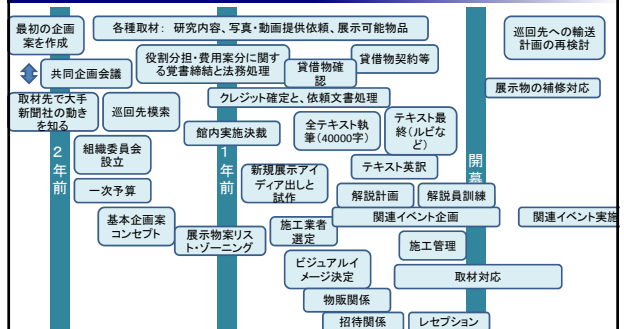 最初の企画
案を作成
各種取材: 研究内容、写真・動画提供依頼、展示可能物品
巡回先への輸送
計画の再検討
共同企画会議
役割分担・費用案分に関す
る覚書締結と法務処理
貸借物確
認
貸借物契約等
展示物の補修対応
取材先で大手
新聞社の動き
を知る
巡回先模索
クレジット確定と、依頼文書処理
館内実施決裁
全テキスト執
筆(40000字)
テキスト最
終(ルビな
ど)
組織委員会
設立
2年前
1年前
開幕
テキスト英訳
一次予算
新規展示アイ
ディア出しと
試作
解説計画
解説員訓練
基本企画案
コンセプト
関連イベント企画
関連イベント実施
展示物案リス
ト・ゾーニング
施工業者
選定
施工管理
ビジュアルイ
メージ決定
取材対応
物販関係
招待関係
レセプション